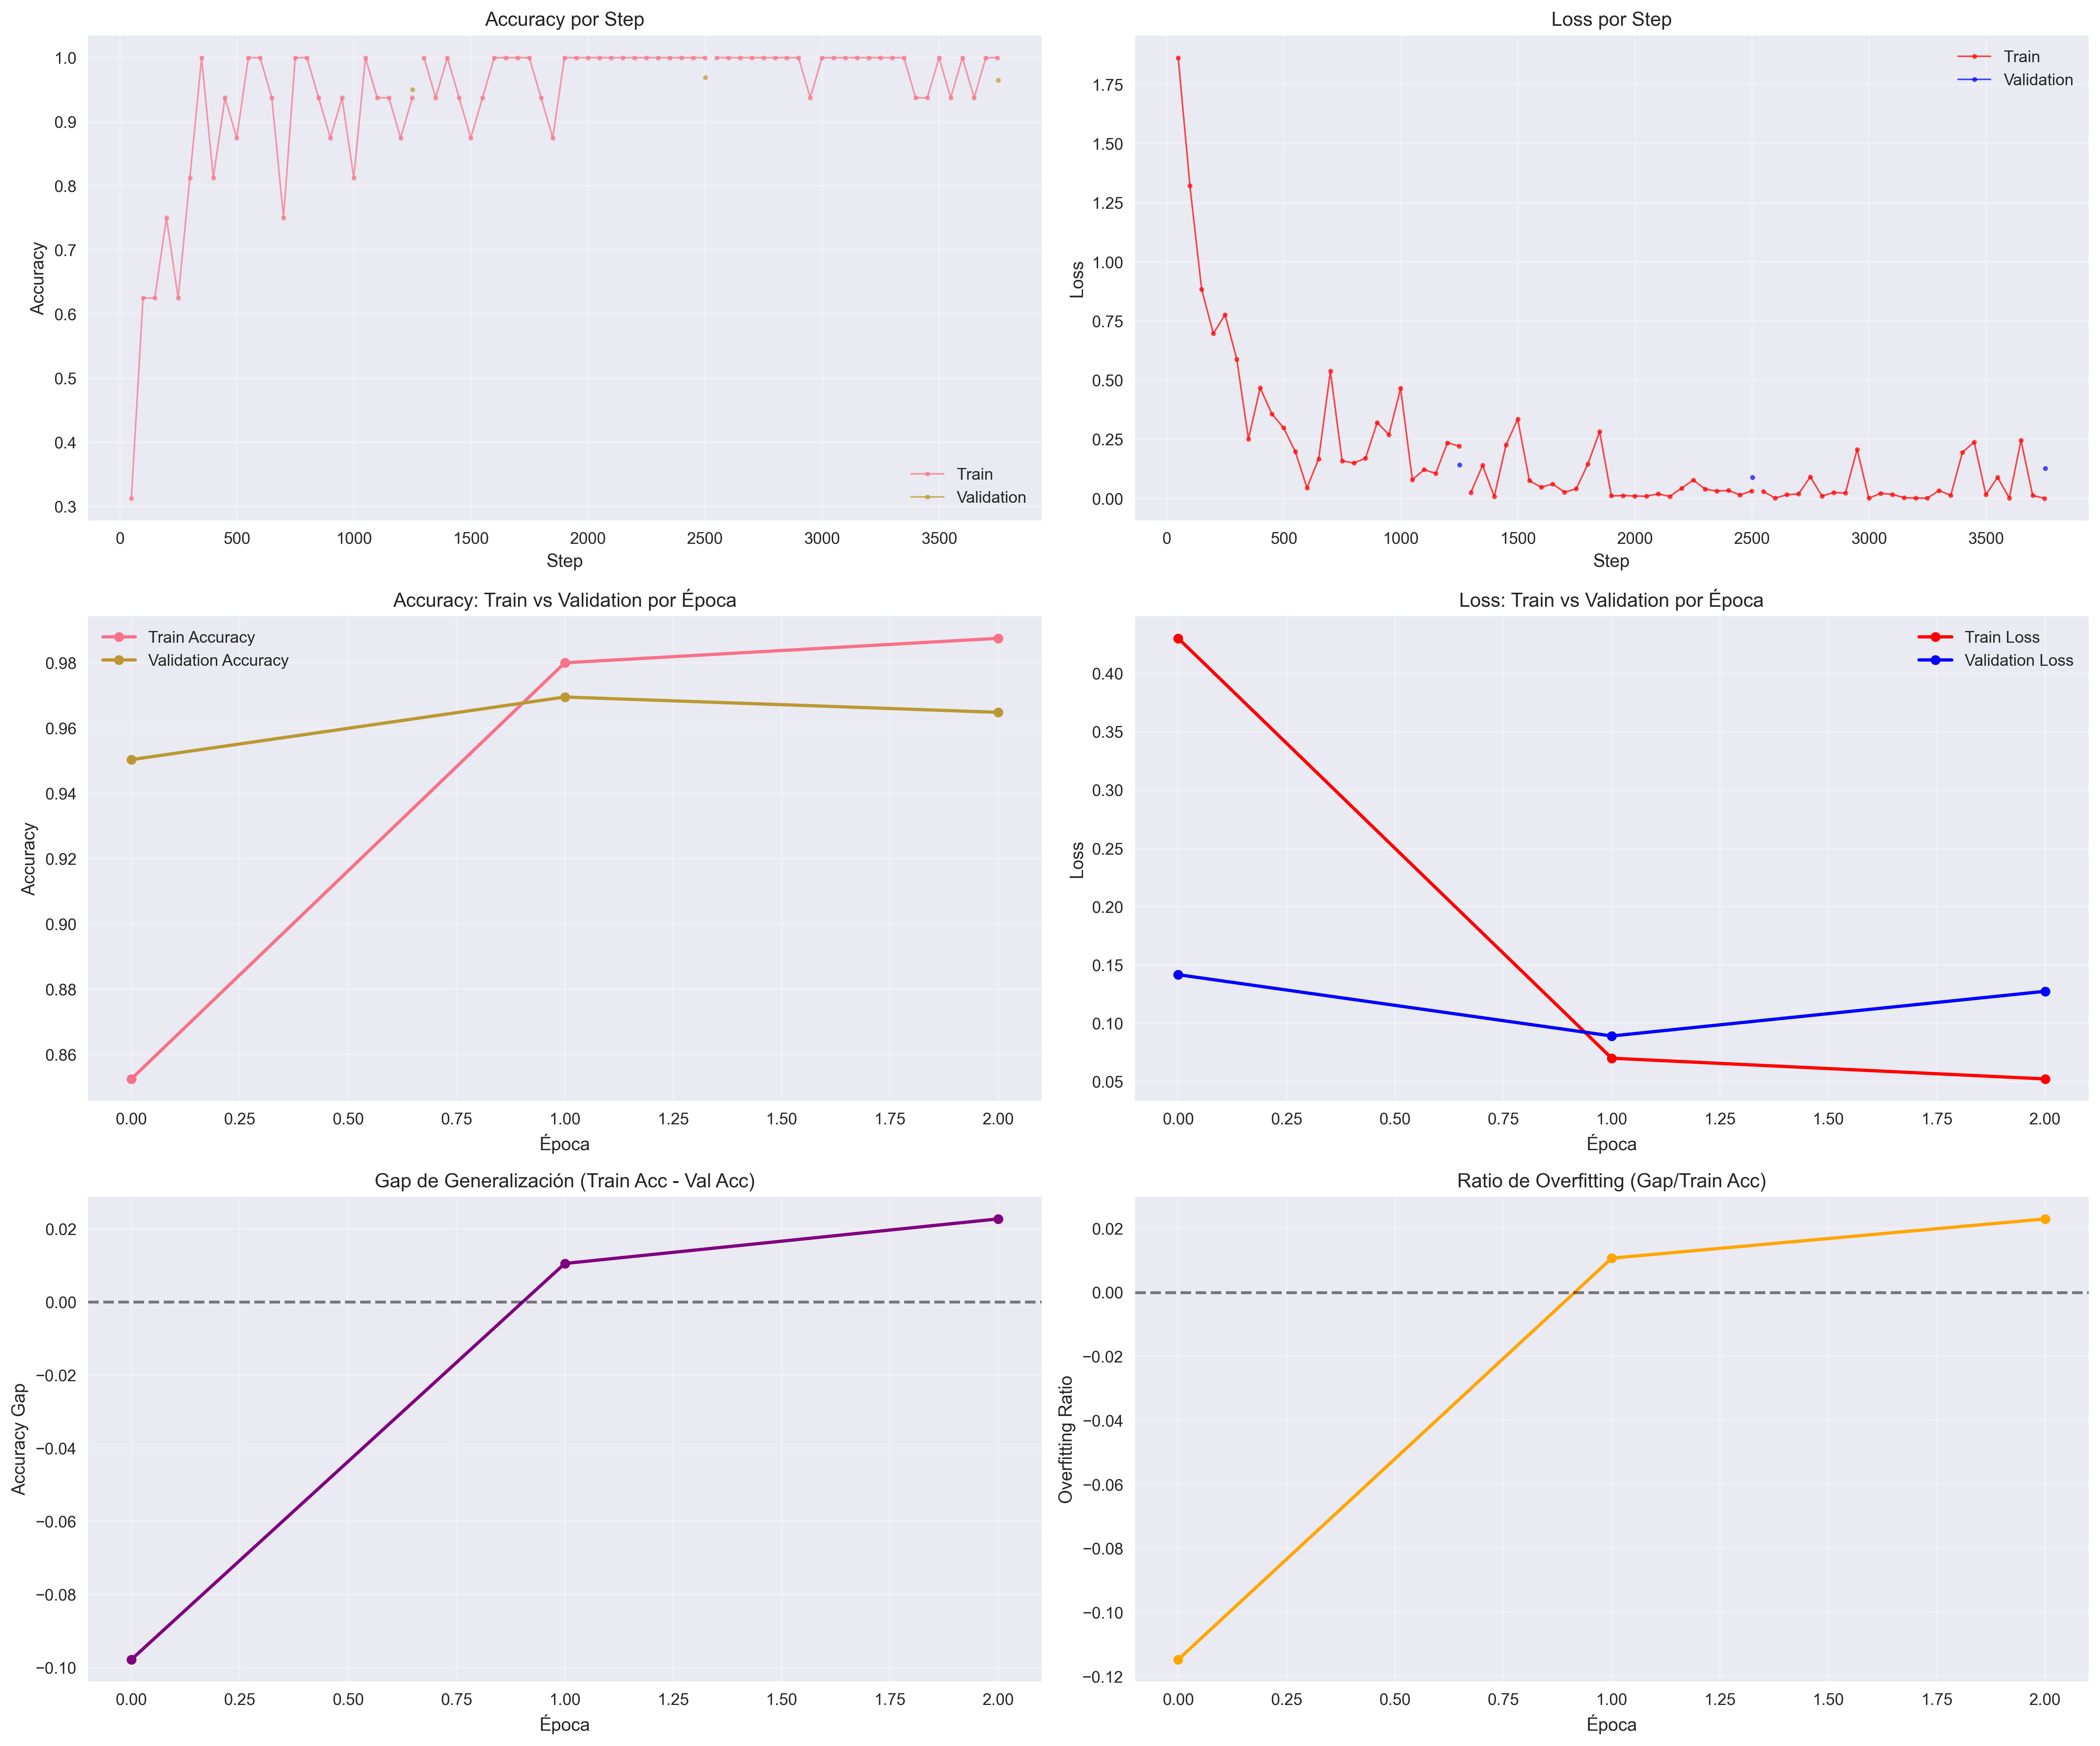 Accuracy por Step
Accuracy
1.0
0.9
0.8
0.7
0.6
0.5
0.4
0.3
Train
Validation
0 500 1000 1500 2000 2500 3000 3500
Step
Loss por Step
Loss
1.75
1.50
1.25
1.00
0.75
0.50
0.25
0.00
Train
Validation
0 500 1000 1500 2000 2500 3000 3500
Step
Accuracy: Train vs Validation por Época
Accuracy
Train Accuracy
Validation Accuracy
0.98
0.96
0.94
0.92
0.90
0.88
0.86
0.00 0.25 0.50 0.75 1.00 1.25 1.50 1.75 2.00
Época
Loss: Train vs Validation por Época
Loss
Train Loss
Validation Loss
0.40
0.35
0.30
0.25
0.20
0.15
0.10
0.05
0.00 0.25 0.50 0.75 1.00 1.25 1.50 1.75 2.00
Época
Gap de Generalización (Train Acc - Val Acc)
Accuracy Gap
0.02
0.00
−0.02
−0.04
−0.06
−0.08
−0.10
0.00 0.25 0.50 0.75 1.00 1.25 1.50 1.75 2.00
Época
Ratio de Overfitting (Gap/Train Acc)
Overfitting Ratio
0.02
0.00
−0.02
−0.04
−0.06
−0.08
−0.10
−0.12
0.00 0.25 0.50 0.75 1.00 1.25 1.50 1.75 2.00
Época